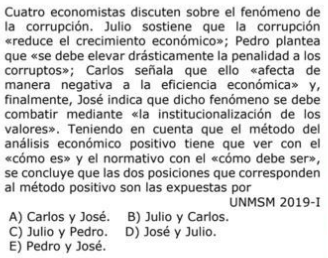 Cuatro economistas discuten sobre el fenómeno de
la corrupción. Julio sostiene que la corrupción
«reduce el crecimiento económico»; Pedro plantea
que «se debe elevar drásticamente la penalidad a los
corruptos»; Carlos señala que ello «afecta de
manera negativa a la eficiencia económica» y,
finalmente, José indica que dicho fenómeno se debe
combatir mediante «la institucionalización de los
valores». Teniendo en cuenta que el método del
análisis económico positivo tiene que ver con el
«cómo es» y el normativo con el «cómo debe ser»,
se concluye que las dos posiciones que corresponden
al método positivo son las expuestas por
UNMSM 2019-I
A) Carlos y José. B) Julio y Carlos.
C) Julio y Pedro. D) José y Julio.
E) Pedro y José.